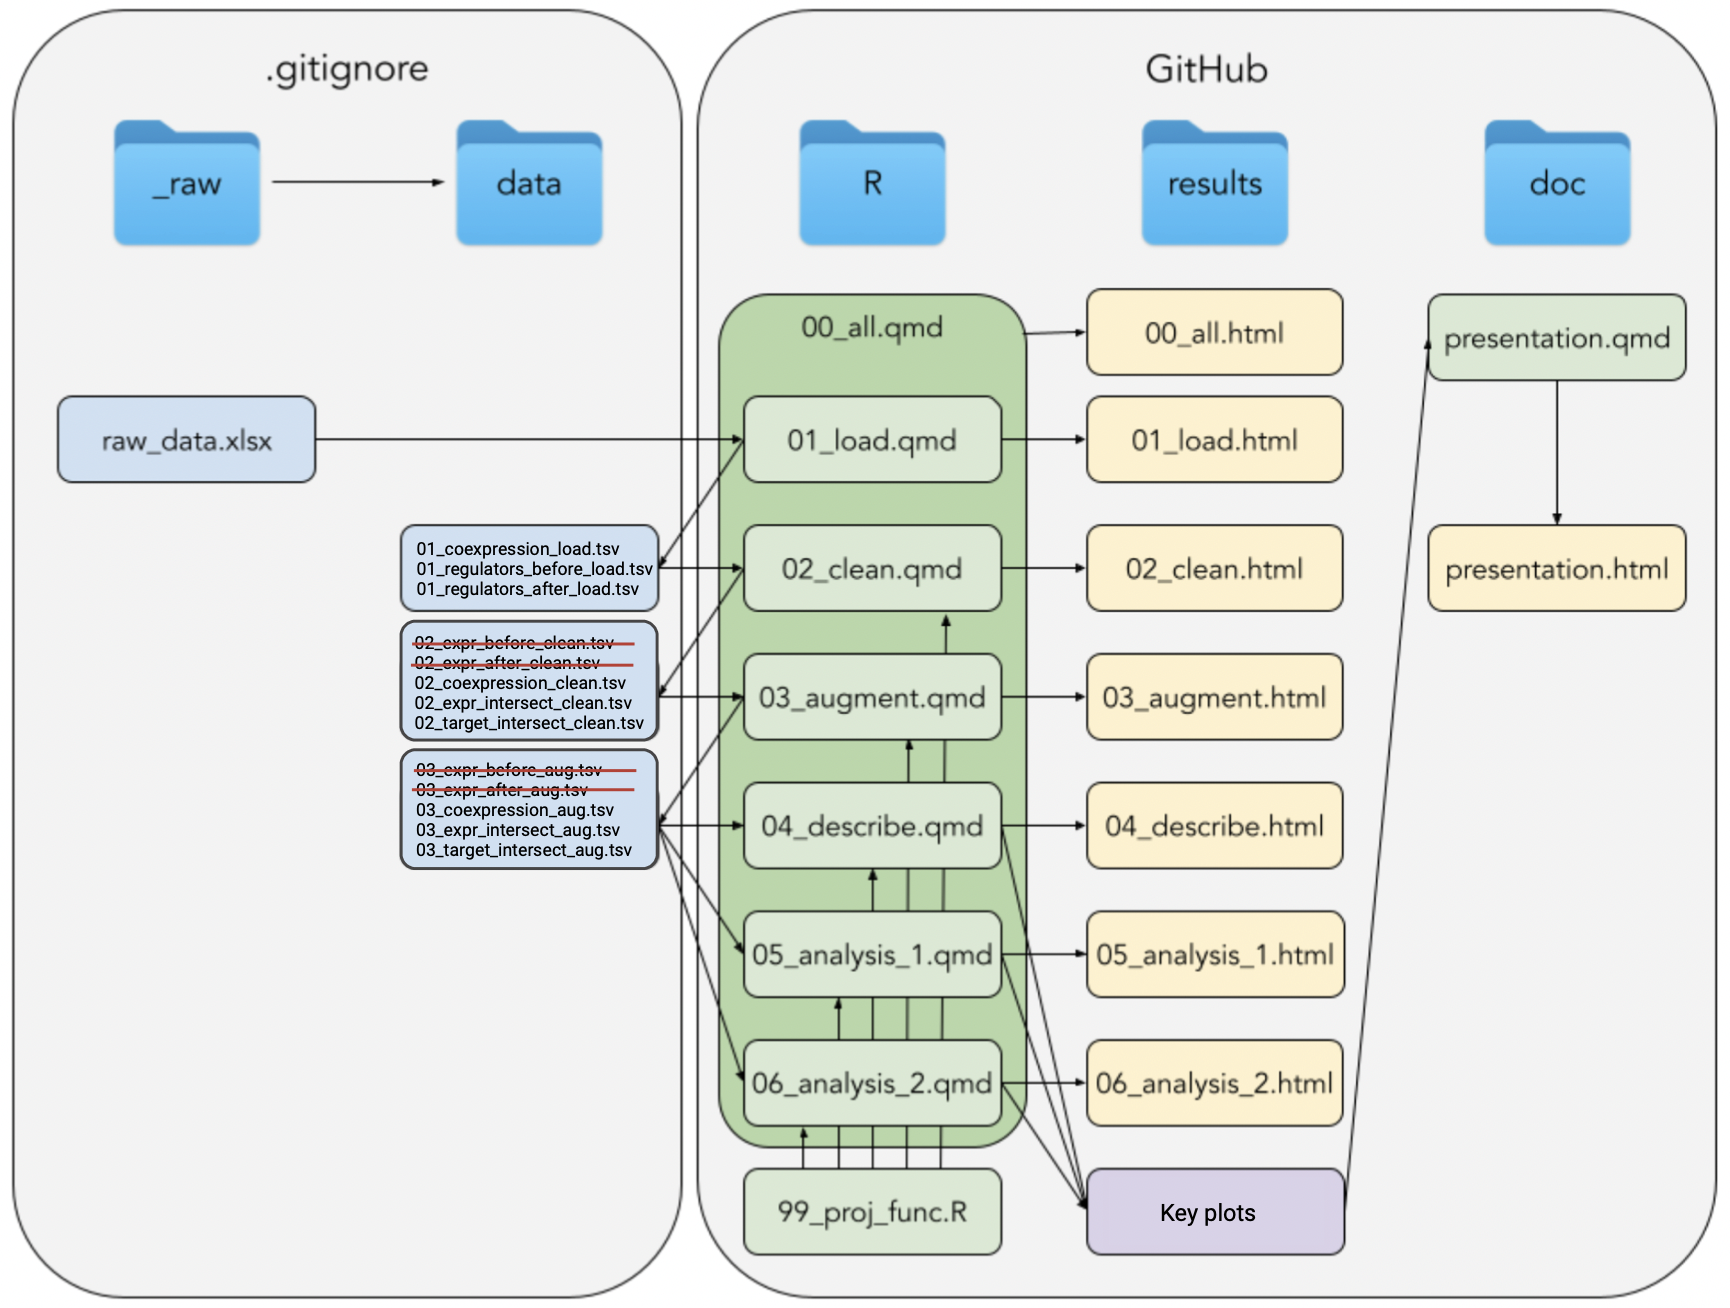 .gitignore
GitHub
_raw
data
R
results
doc
00_all.qmd
00_all.html
presentation.qmd
raw_data.xlsx
01_load.qmd
01_load.html
01_coexpression_load.tsv
01_regulators_before_load.tsv
01_regulators_after_load.tsv
02_clean.qmd
02_clean.html
presentation.html
02_expr_before_clean.tsv
02_expr_after_clean.tsv
02_coexpression_clean.tsv
02_expr_intersect_clean.tsv
02_target_intersect_clean.tsv
03_augment.qmd
03_augment.html
03_expr_before_aug.tsv
03_expr_after_aug.tsv
03_coexpression_aug.tsv
03_expr_intersect_aug.tsv
03_target_intersect_aug.tsv
04_describe.qmd
04_describe.html
05_analysis_1.qmd
05_analysis_1.html
06_analysis_2.qmd
06_analysis_2.html
99_proj_func.R
Key plots